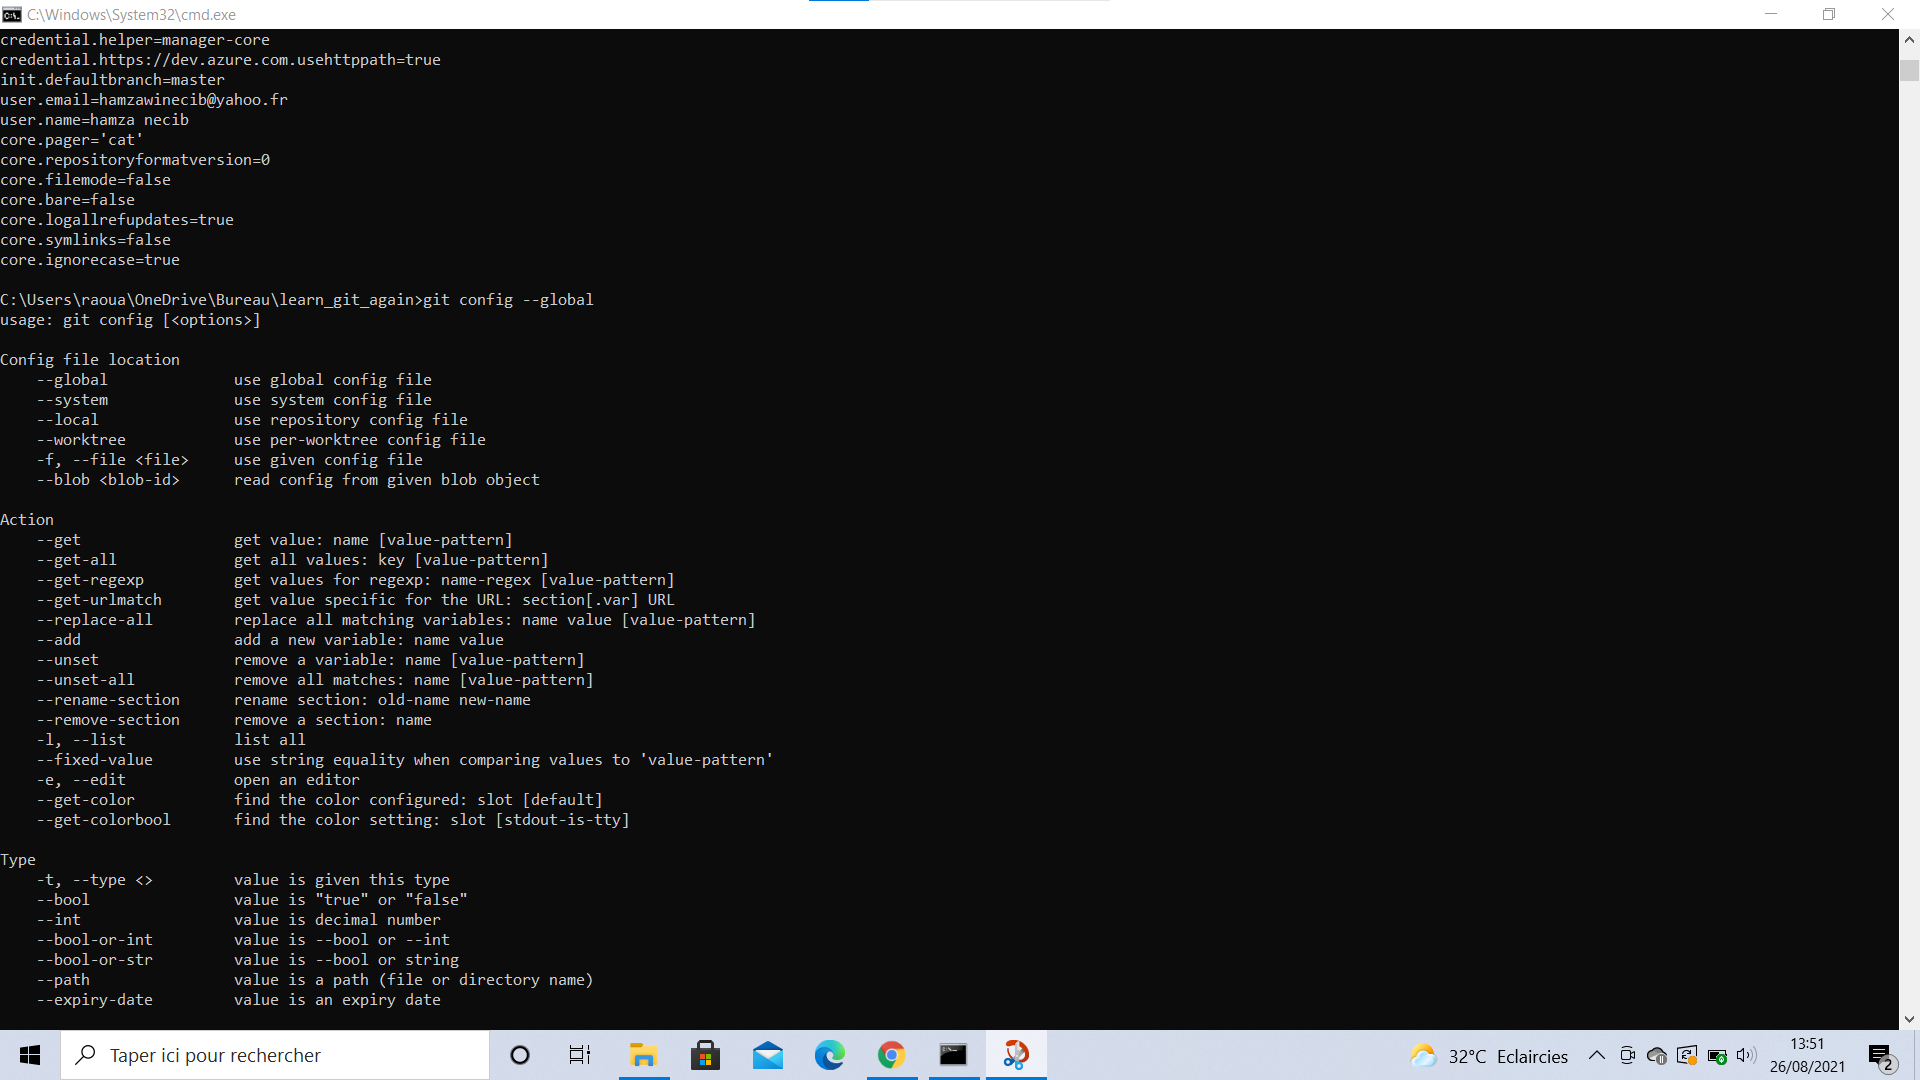 C:\Windows\System32\cmd.exe
credential.helper=manager-core
credential.https://dev.azure.com.usehttppath=true
init.defaultbranch=master
user.email=hamzawinecib@yahoo.fr
user.name=hamza necib
core.pager='cat'
core.repositoryformatversion=0
core.filemode=false
core.bare=false
core.logallrefupdates=true
core.symlinks=false
core.ignorecase=true
C:\Users\raoua\OneDrive\Bureau\learn_git_again>git config --global
usage: git config [<options>]
Config file location
--global use global config file
--system use system config file
--local use repository config file
--worktree use per-worktree config file
-f, --file <file> use given config file
--blob <blob-id> read config from given blob object
Action
--get get value: name [value-pattern]
--get-all get all values: key [value-pattern]
--get-regexp get values for regexp: name-regex [value-pattern]
--get-urlmatch get value specific for the URL: section[.var] URL
--replace-all replace all matching variables: name value [value-pattern]
--add add a new variable: name value
--unset remove a variable: name [value-pattern]
--unset-all remove all matches: name [value-pattern]
--rename-section rename section: old-name new-name
--remove-section remove a section: name
-l, --list list all
--fixed-value use string equality when comparing values to 'value-pattern'
-e, --edit open an editor
--get-color find the color configured: slot [default]
--get-colorbool find the color setting: slot [stdout-is-tty]
Type
-t, --type <> value is given this type
--bool value is "true" or "false"
--int value is decimal number
--bool-or-int value is --bool or --int
--bool-or-str value is --bool or string
--path value is a path (file or directory name)
--expiry-date value is an expiry date
Taper ici pour rechercher
32°C Eclaircies
13:51
26/08/2021
2